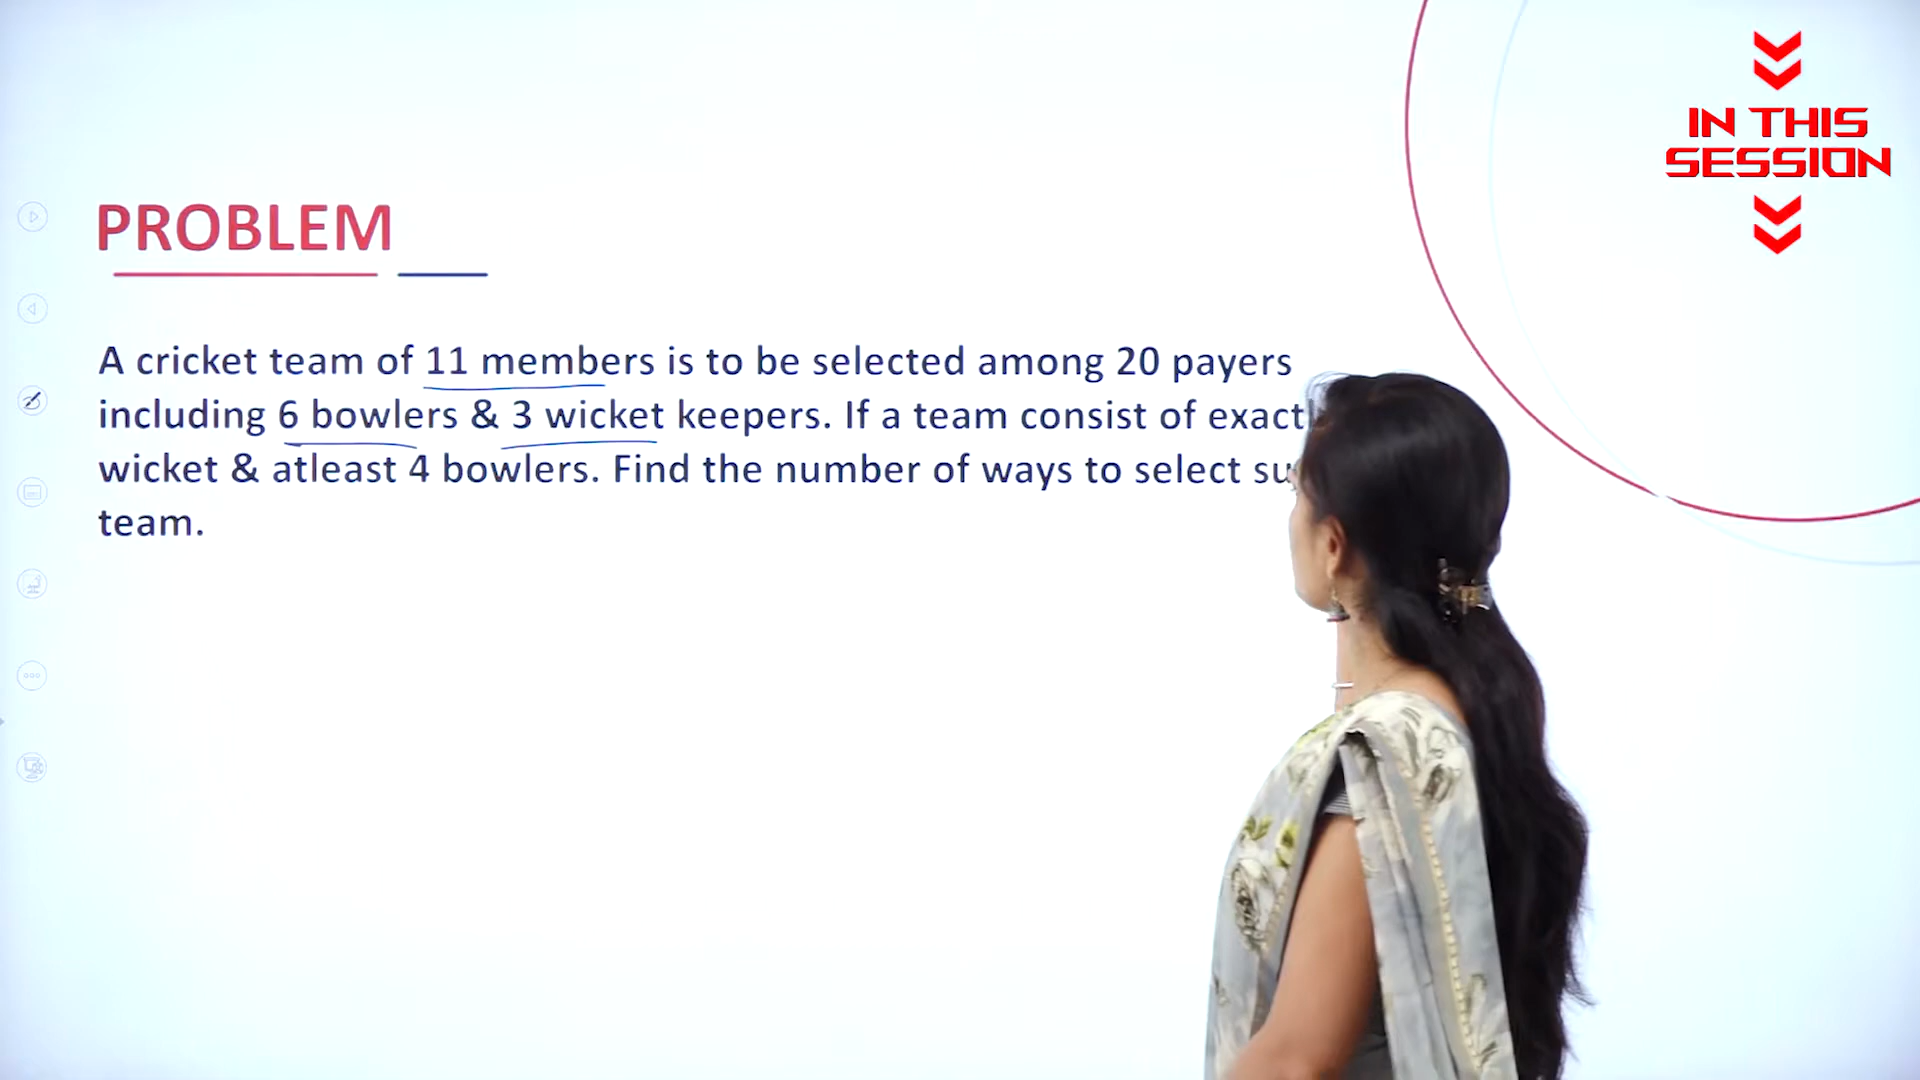 IN THIS
SESSION
PROBLEM
A cricket team of 11 members is to be selected among 20 payers
including 6 bowlers & 3 wicket keepers. If a team consist of
wicket & atleast 4 bowlers. Find the number of ways to select
team.